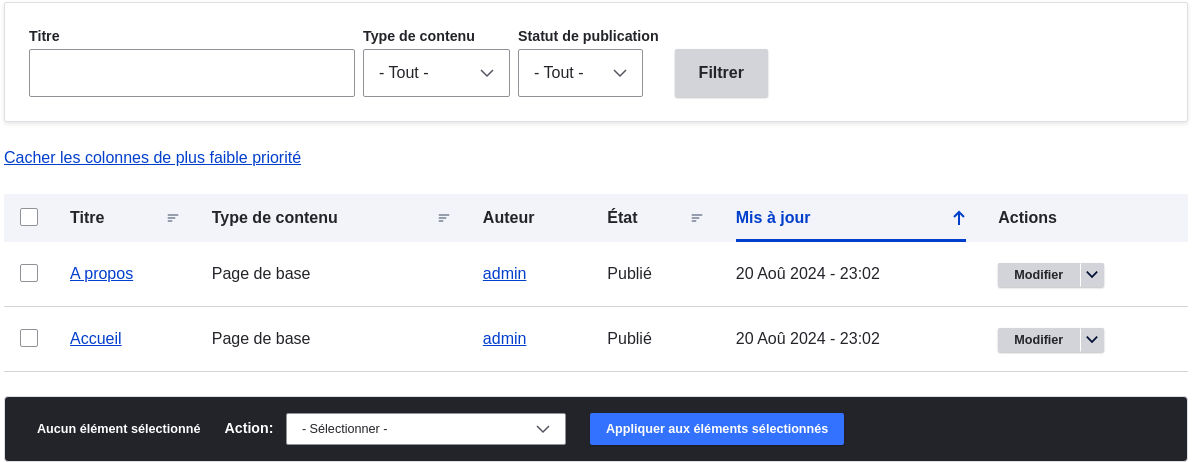 Titre Type de contenu Statut de publication
- Tout - - Tout - Filtrer
Cacher les colonnes de plus faible priorité
Titre Type de contenu Auteur État Mis à jour Actions
A propos Page de base admin Publié 20 Aoû 2024 - 23:02 Modifier
Accueil Page de base admin Publié 20 Aoû 2024 - 23:02 Modifier
Aucun élément sélectionné Action: - Sélectionner - Appliquer aux éléments sélectionnés